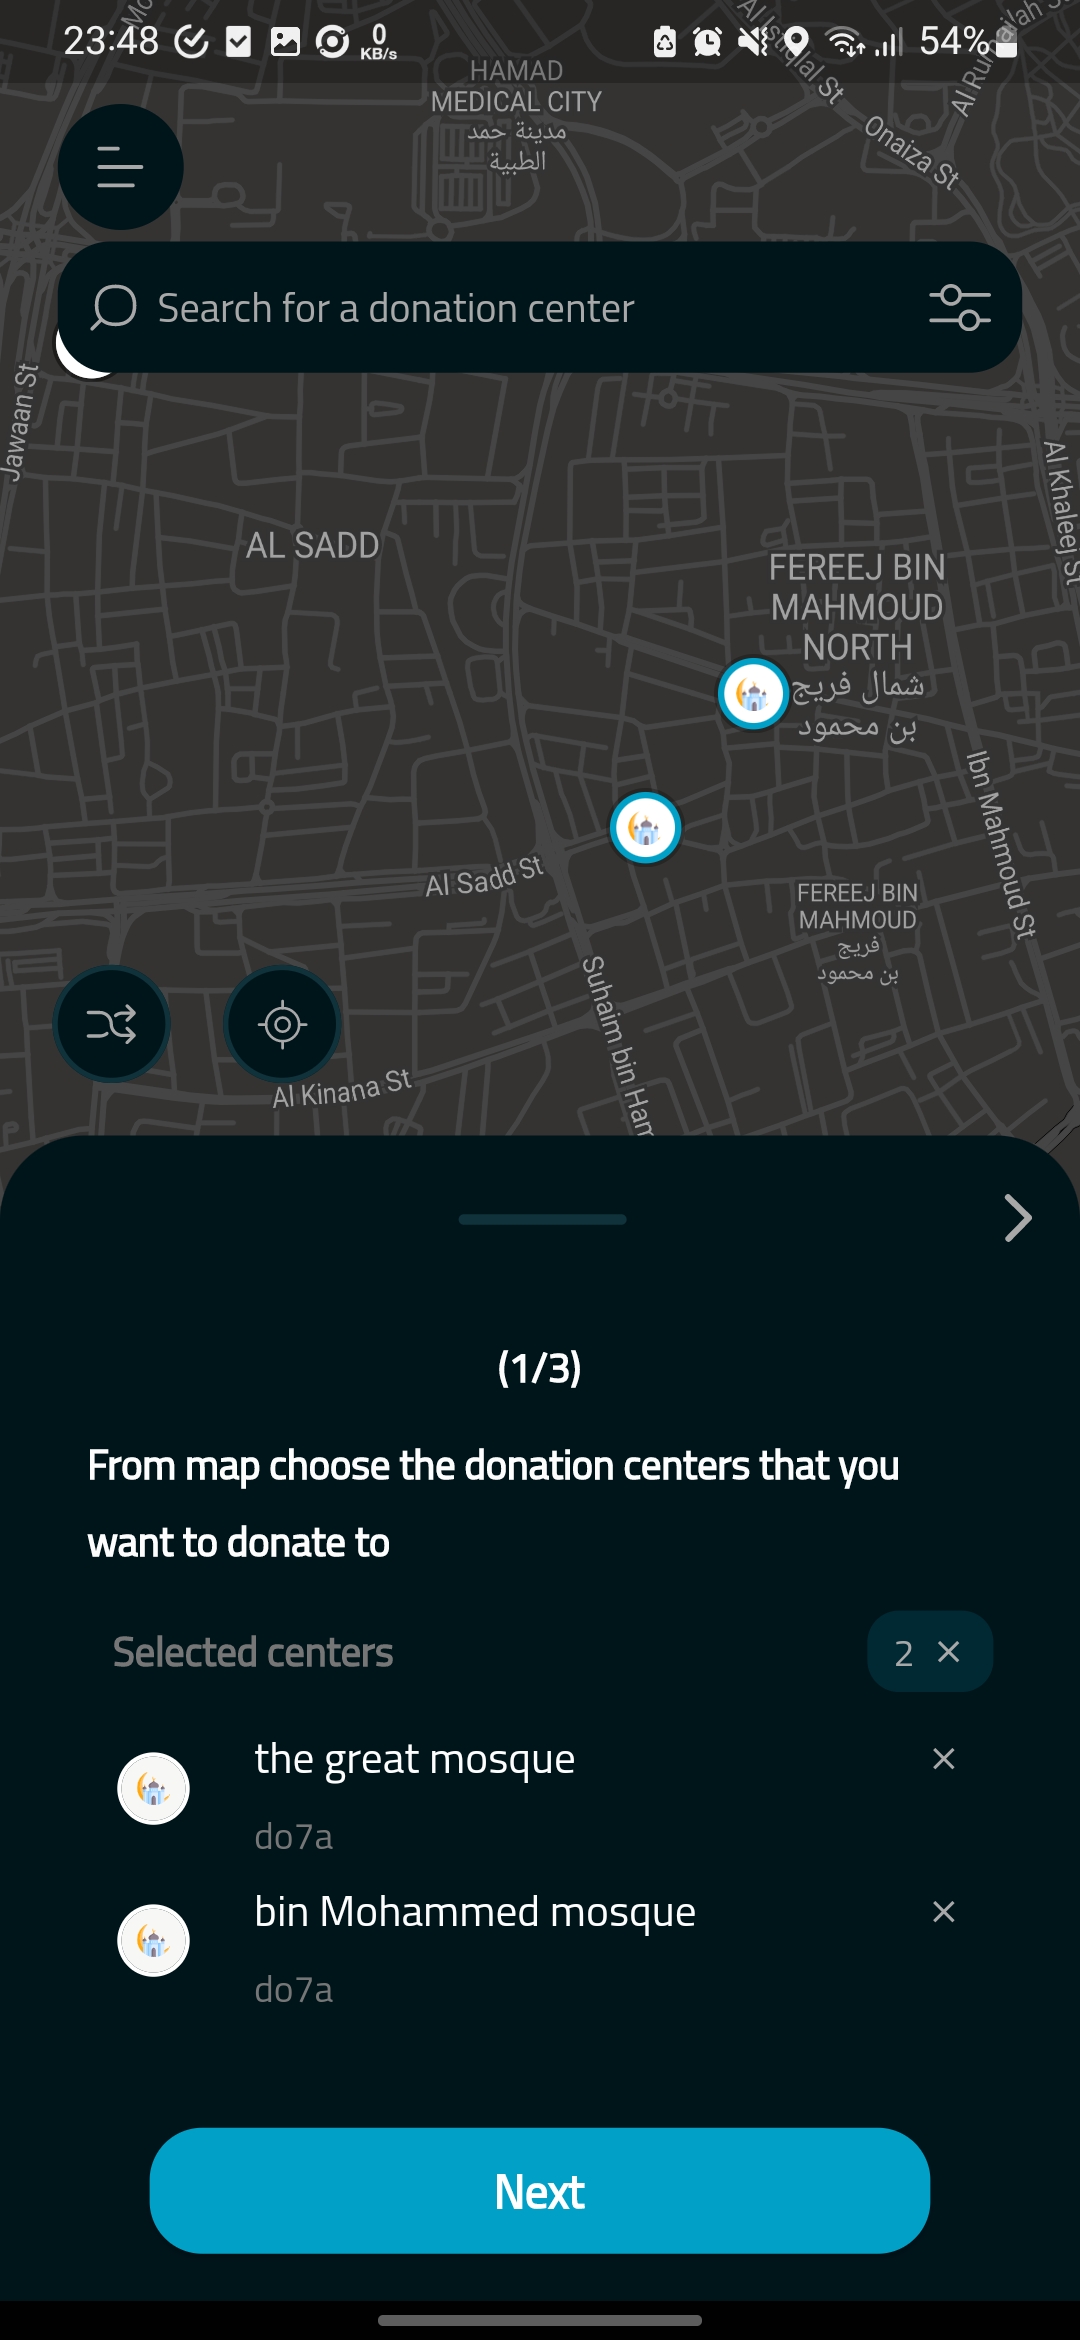 23:48
0
KB/s
54%
HAMAD
MEDICAL CITY
مدينة حمد
الطبية
Onaiza St
Search for a donation center
Jawaan St
Al Khaleej St
AL SADD
FEREEJ BIN
MAHMOUD
NORTH
شمال فريج
بن محمود
Ibn Mahmoud St
Al Sadd St
FEREEJ BIN
MAHMOUD
فريج
بن محمود
Suhaim bin Ham
Al Kinana St
(1/3)
From map choose the donation centers that you
want to donate to
Selected centers
2
the great mosque
do7a
bin Mohammed mosque
do7a
Next